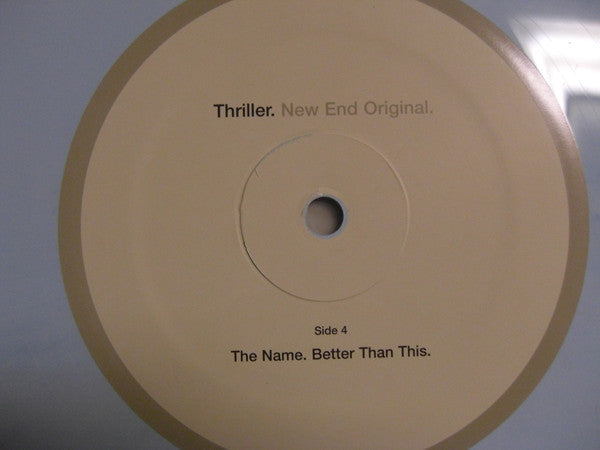 Thriller. New End Original.
Side 4
The Name. Better Than This.